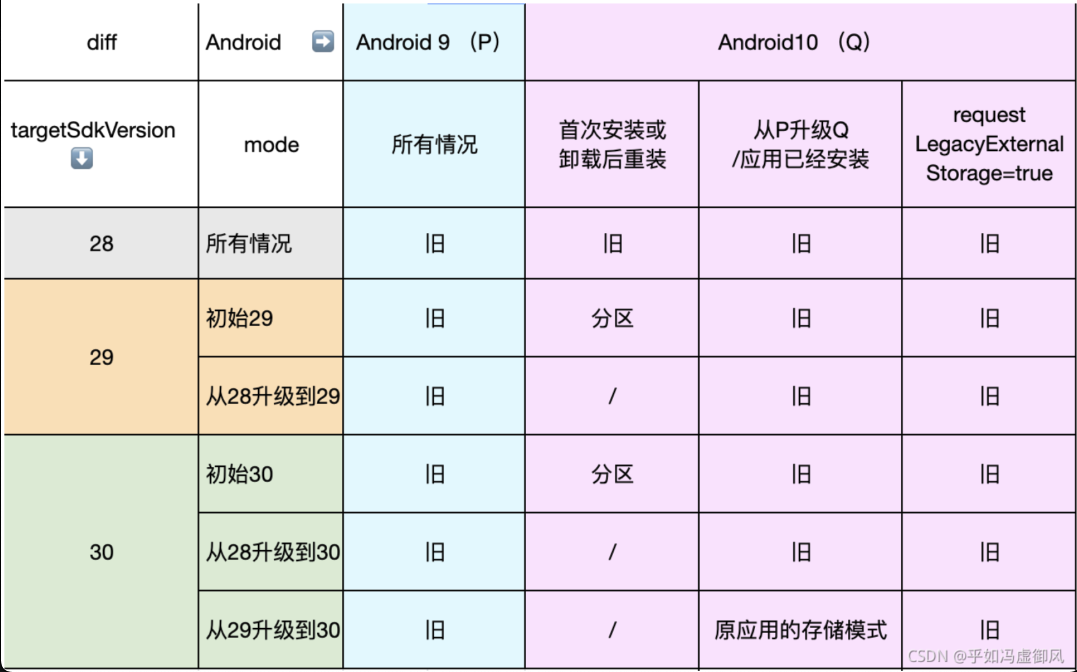 diff
Android ➡️
Android 9 （P）
Android10 （Q）
targetSdkVersion
⬇️
mode
所有情况
首次安装或
卸载后重装
从P升级Q
/应用已经安装
request
LegacyExternal
Storage=true
28
所有情况
旧
旧
旧
旧
29
初始29
旧
分区
旧
旧
从28升级到29
旧
/
旧
旧
30
初始30
旧
分区
旧
旧
从28升级到30
旧
/
旧
旧
从29升级到30
旧
/
原应用的存储模式
旧
CSDN @乎如冯虚御风